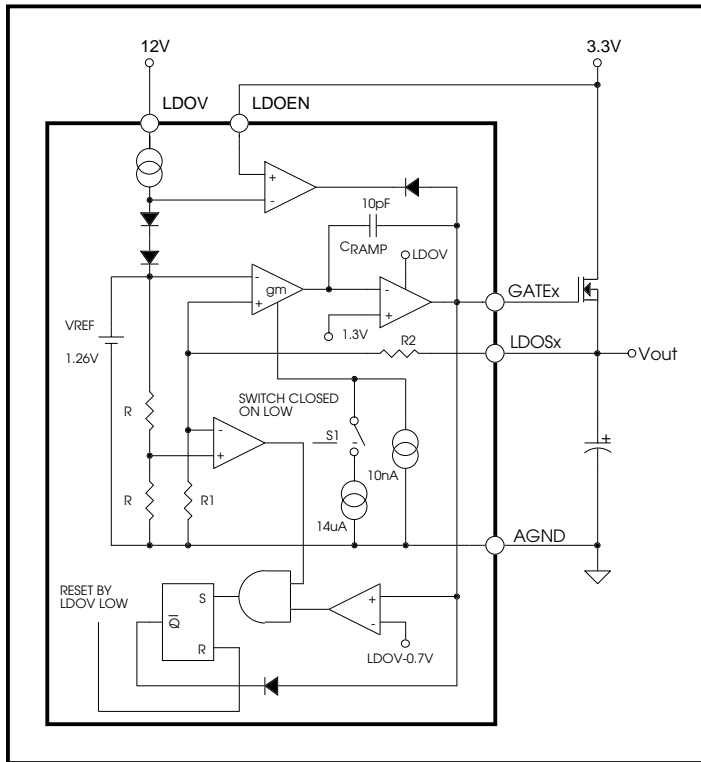 12V
3.3V
LDOV
LDOEN
+
-
10pF
CRAMP
LDOV
-
gm
+
-
+
1.3V
GATEx
VREF
1.26V
R2
LDOSx
Vout
SWITCH CLOSED
ON LOW
R
-
+
S1
10nA
±
R
R1
14uA
AGND
RESET BY
LDOV LOW
S
Q
R
+
-
LDOV-0.7V